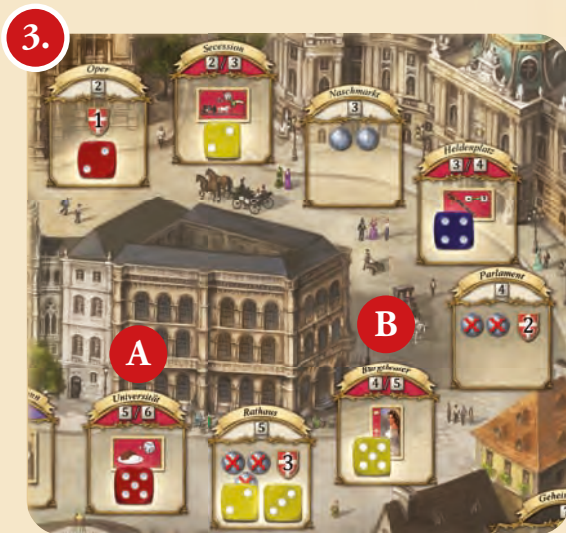 3.
Oper
2
1
Secession
2 / 3
Naschmarkt
3
Heldenplatz
3 / 4
Parlament
4
2
A
B
Universität
5 / 6
Rathaus
5
3
Burgtheater
4 / 5
Gehei